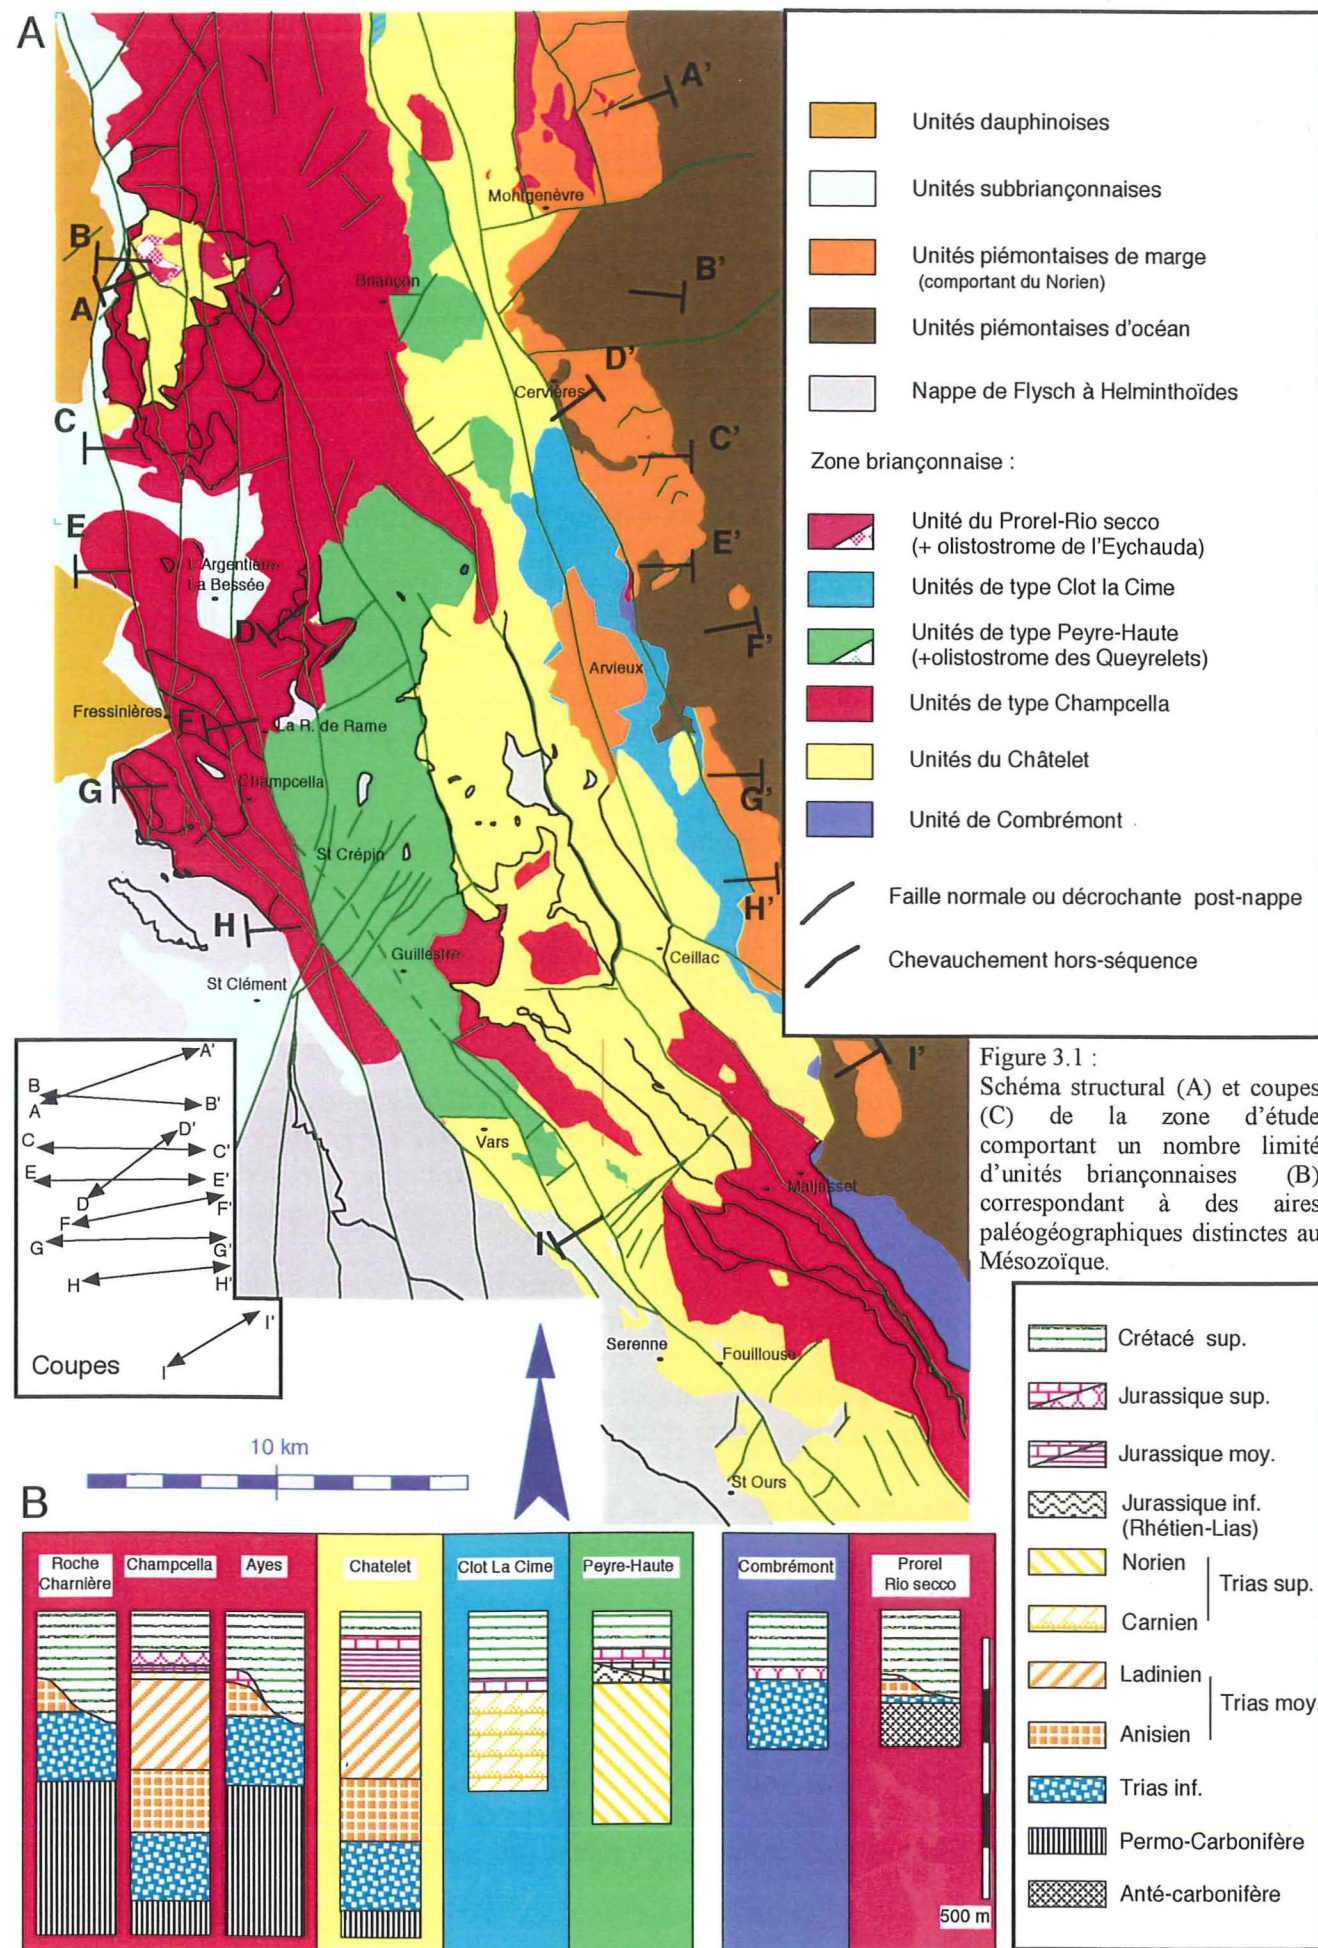 A
A'
B
A
B'
Montgenèvre
Briançon
D'
Cervières
C
C'
E
E'
L'Argentière
La Bessée
D
F'
Arvieux
Fressinières
F
La R. de Rame
G
Champcella
G'
St Crépin
H
H'
Guillestre
Ceillac
St Clément
I'
Vars
Maljasset
I
Serenne
Fouillouse
St Ours
Unités dauphinoises
Unités subbriançonnaises
Unités piémontaises de marge
(comportant du Norien)
Unités piémontaises d'océan
Nappe de Flysch à Helminthoïdes
Zone briançonnaise :
Unité du Prorel-Rio secco
(+ olistostrome de l'Eychauda)
Unités de type Clot la Cime
Unités de type Peyre-Haute
(+olistostrome des Queyrelets)
Unités de type Champcella
Unités du Châtelet
Unité de Combrémont
Faille normale ou décrochante post-nappe
Chevauchement hors-séquence
A'
B
A
B'
D'
C
C'
E
E'
D
F
F'
G
G'
H
H'
I'
I
Coupes
10 km
Figure 3.1 :
Schéma structural (A) et coupes
(C) de la zone d'étude
comportant un nombre limité
d'unités briançonnaises (B)
correspondant à des aires
paléogéographiques distinctes au
Mésozoïque.
B
Roche
Charnière
Champcella
Ayes
Chatelet
Clot La Cime
Peyre-Haute
Combrémont
Prorel
Rio secco
500 m
Crétacé sup.
Jurassique sup.
Jurassique moy.
Jurassique inf.
(Rhétien-Lias)
Norien
Trias sup.
Carnien
Ladinien
Trias moy.
Anisien
Trias inf.
Permo-Carbonifère
Anté-carbonifère